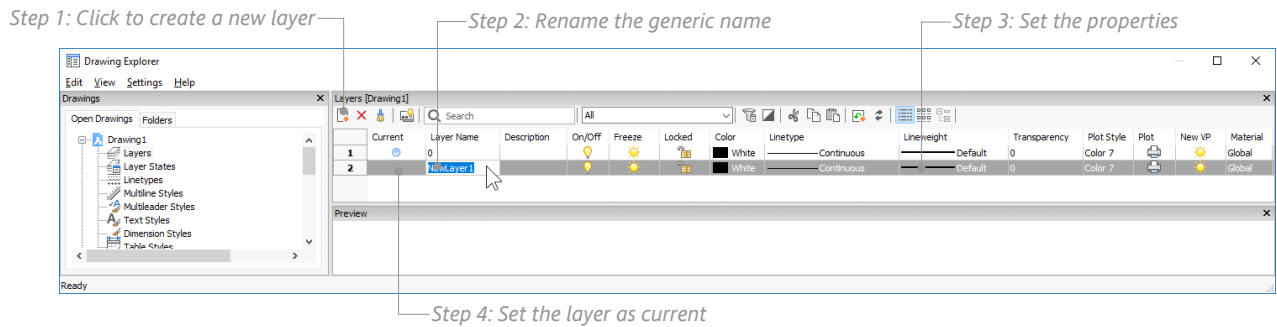 Step 1: Click to create a new layer Step 2: Rename the generic name Step 3: Set the properties
Drawing Explorer
Edit View Settings Help
Drawings Layers [Drawing1]
Open Drawings Folders Search All
Current Layer Name Description On/Off Freeze Locked Color Linetype Lineweight Transparency Plot Style Plot New VP Material
1 0 White Continuous Default 0 Color 7 Global
2 NewLayer1 White Continuous Default 0 Color 7 Global
Drawing1
Layers
Layer States
Linetypes
Multiline Styles
Multileader Styles
Text Styles
Dimension Styles
Table Styles
Preview
Ready
Step 4: Set the layer as current